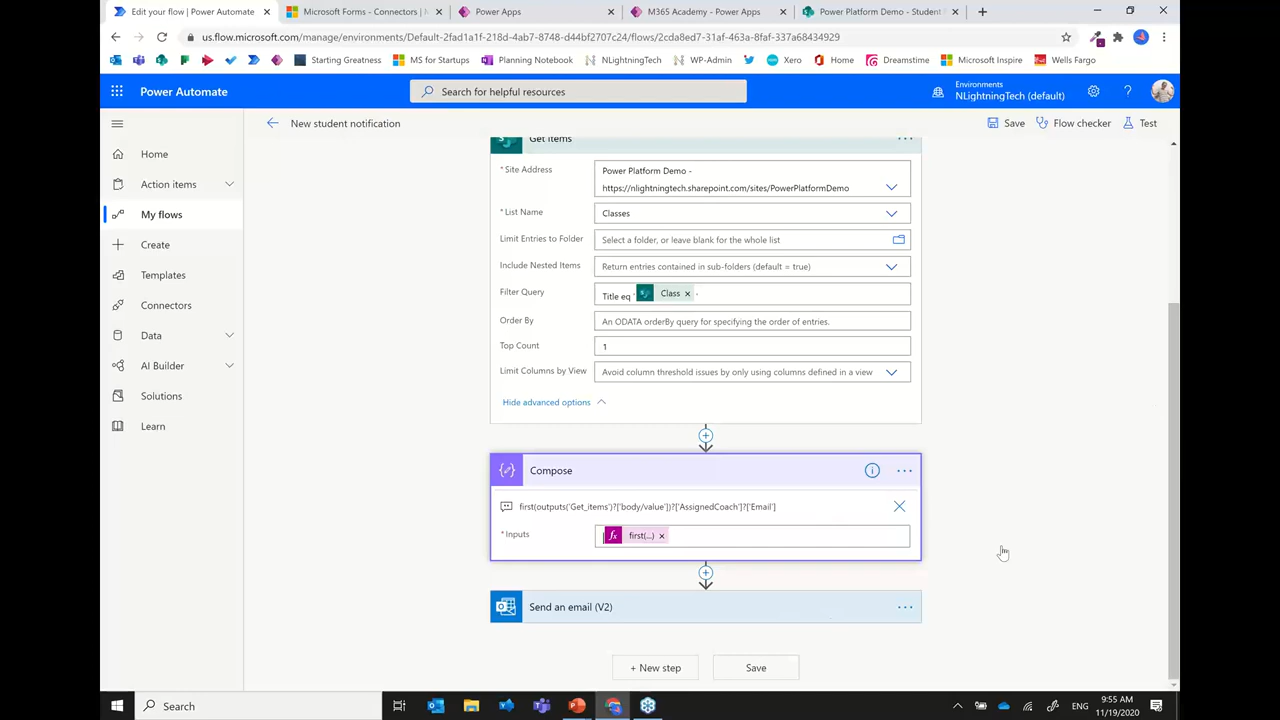 Edit your flow | Power Automate
Microsoft Forms - Connectors |
Power Apps
M365 Academy - Power Apps
Power Platform Demo - Student
us.flow.microsoft.com/manage/environments/Default-2fad1a1f-218d-4ab7-8748-d44bf2707c24/flows/2cda8ed7-31af-463a-8faf-337a68434929
Starting Greatness
MS for Startups
Planning Notebook
NLightningTech
WP-Admin
Xero
Home
Dreamstime
Microsoft Inspire
Wells Fargo
Power Automate
Search for helpful resources
Environments
NLightningTech (default)
New student notification
Save
Flow checker
Test
Home
Action items
My flows
Create
Templates
Connectors
Data
AI Builder
Solutions
Learn
Get items
* Site Address
Power Platform Demo -
https://nlightningtech.sharepoint.com/sites/PowerPlatformDemo
* List Name
Classes
Limit Entries to Folder
Select a folder, or leave blank for the whole list
Include Nested Items
Return entries contained in sub-folders (default = true)
Filter Query
Title eq ' Class × '
Order By
An ODATA orderBy query for specifying the order of entries.
Top Count
1
Limit Columns by View
Avoid column threshold issues by only using columns defined in a view
Hide advanced options
Compose
first(outputs('Get_items')?['body/value'])?['AssignedCoach']?['Email']
* Inputs
fx first(...) ×
Send an email (V2)
+ New step
Save
Search
9:55 AM
11/19/2020